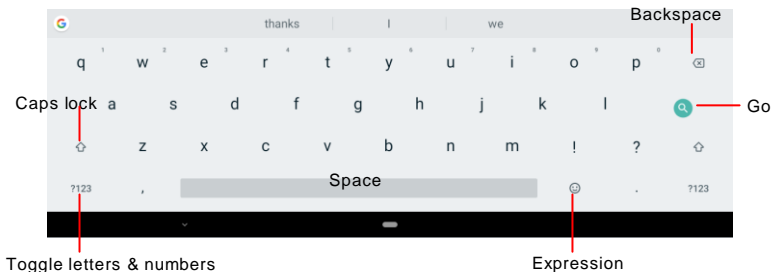 Backspace
G thanks I we
1 2 3 4 5 6 7 8 9 0
q w e r t y u i o p
Caps lock a s d f g h j k l Go
z x c v b n m ! ?
?123 , Space . ?123
Toggle letters & numbers Expression